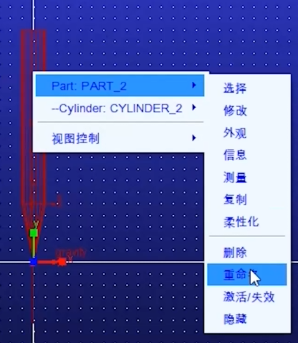 Part: PART_2
--Cylinder: CYLINDER_2
视图控制
选择
修改
外观
信息
测量
复制
柔性化
删除
重命名
激活/失效
隐藏